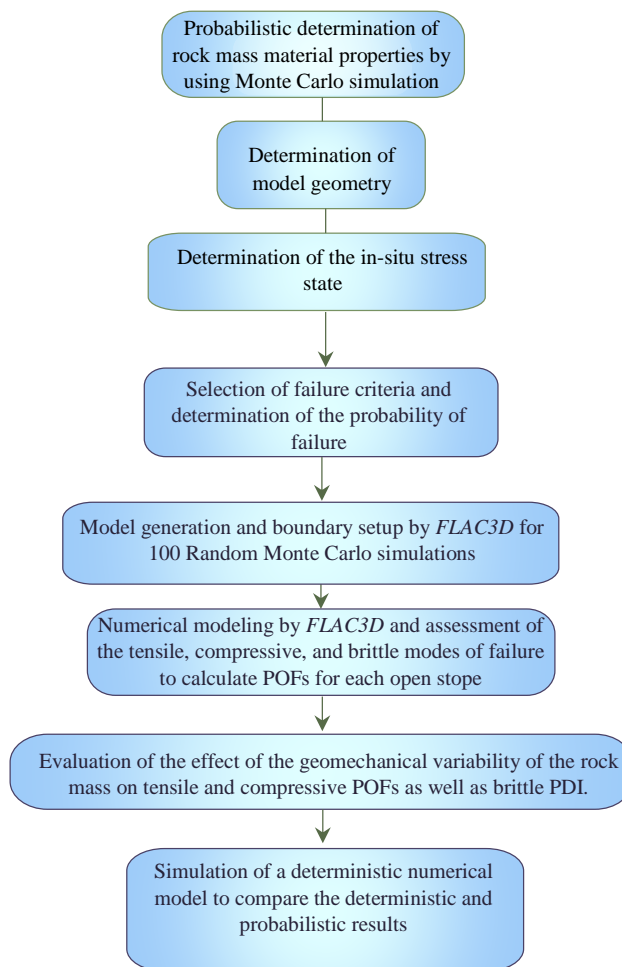 Probabilistic determination of
rock mass material properties by
using Monte Carlo simulation
Determination of
model geometry
Determination of the in-situ stress
state
Selection of failure criteria and
determination of the probability of
failure
Model generation and boundary setup by FLAC3D for
100 Random Monte Carlo simulations
Numerical modeling by FLAC3D and assessment of
the tensile, compressive, and brittle modes of failure
to calculate POFs for each open stope
Evaluation of the effect of the geomechanical variability of the rock
mass on tensile and compressive POFs as well as brittle PDI.
Simulation of a deterministic numerical
model to compare the deterministic and
probabilistic results